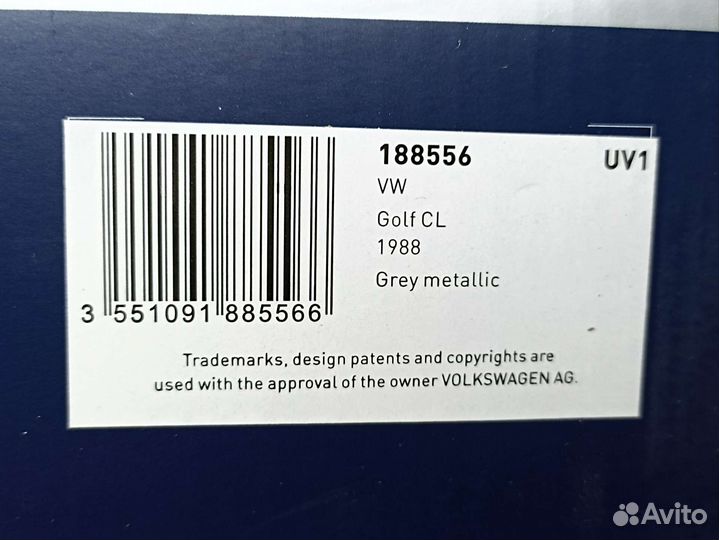 188556 UV1
VW
Golf CL
1988
Grey metallic
3 551091 885566
Trademarks, design patents and copyrights are
used with the approval of the owner VOLKSWAGEN AG.
Avito